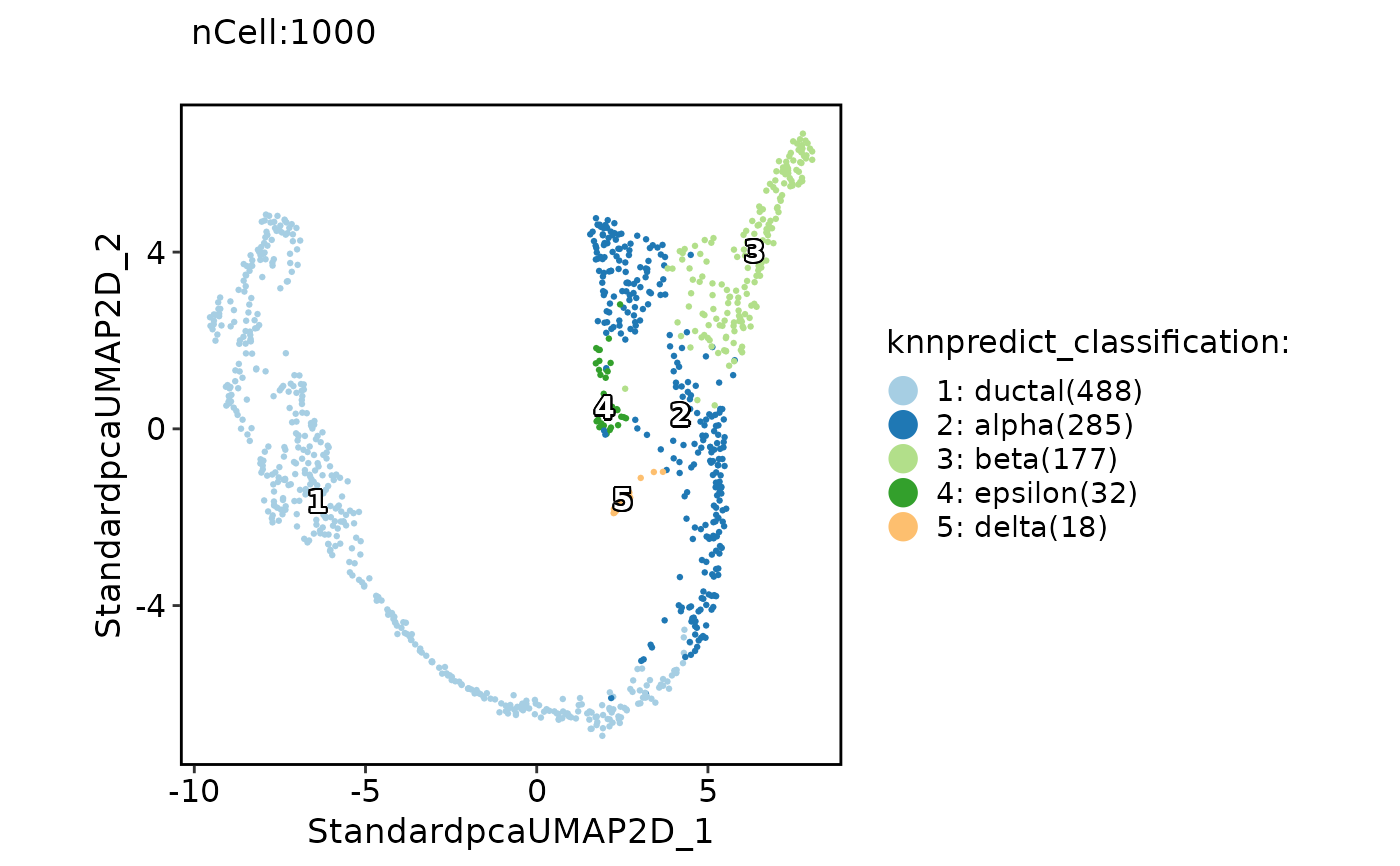 nCell:1000
StandardpcaUMAP2D_2
4
0
-4
3
4
2
5
1
-10
-5
0
5
StandardpcaUMAP2D_1
knnpredict_classification:
1: ductal(488)
2: alpha(285)
3: beta(177)
4: epsilon(32)
5: delta(18)